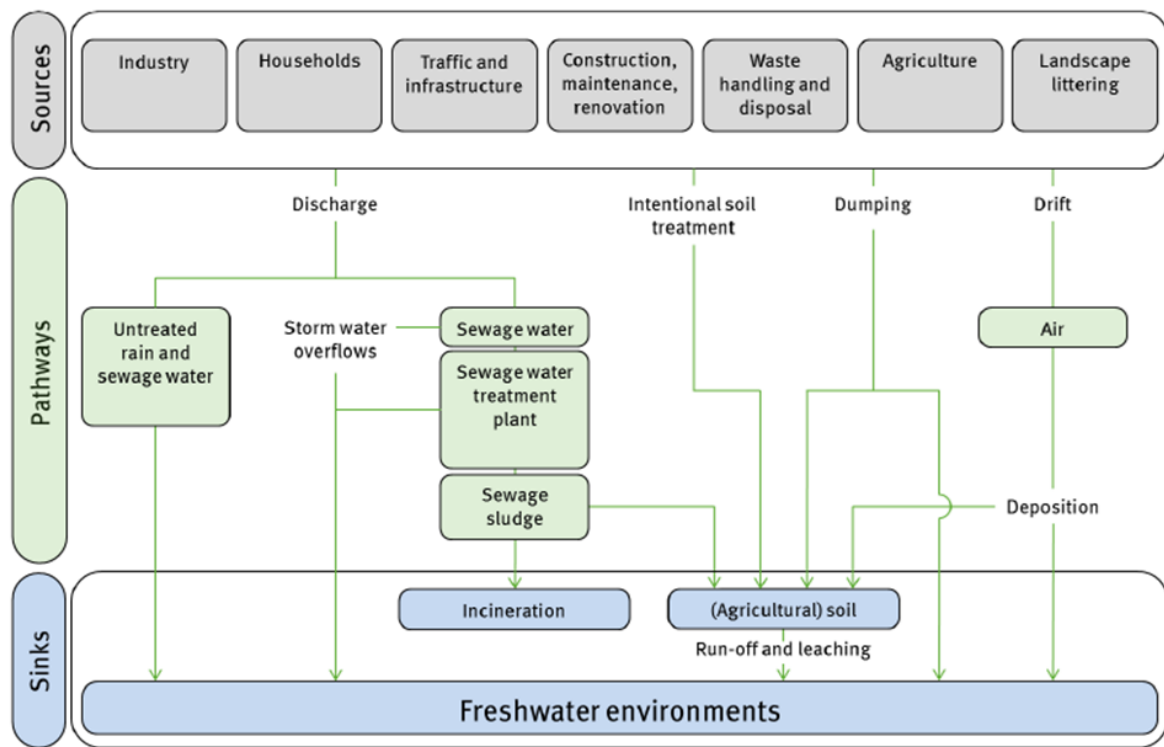 Sources
Industry
Households
Traffic and
infrastructure
Construction,
maintenance,
renovation
Waste
handling and
disposal
Agriculture
Landscape
littering
Pathways
Discharge
Intentional soil
treatment
Dumping
Drift
Untreated
rain and
sewage water
Storm water
overflows
Sewage water
Sewage water
treatment
plant
Sewage
sludge
Air
Deposition
Sinks
Incineration
(Agricultural) soil
Run-off and leaching
Freshwater environments